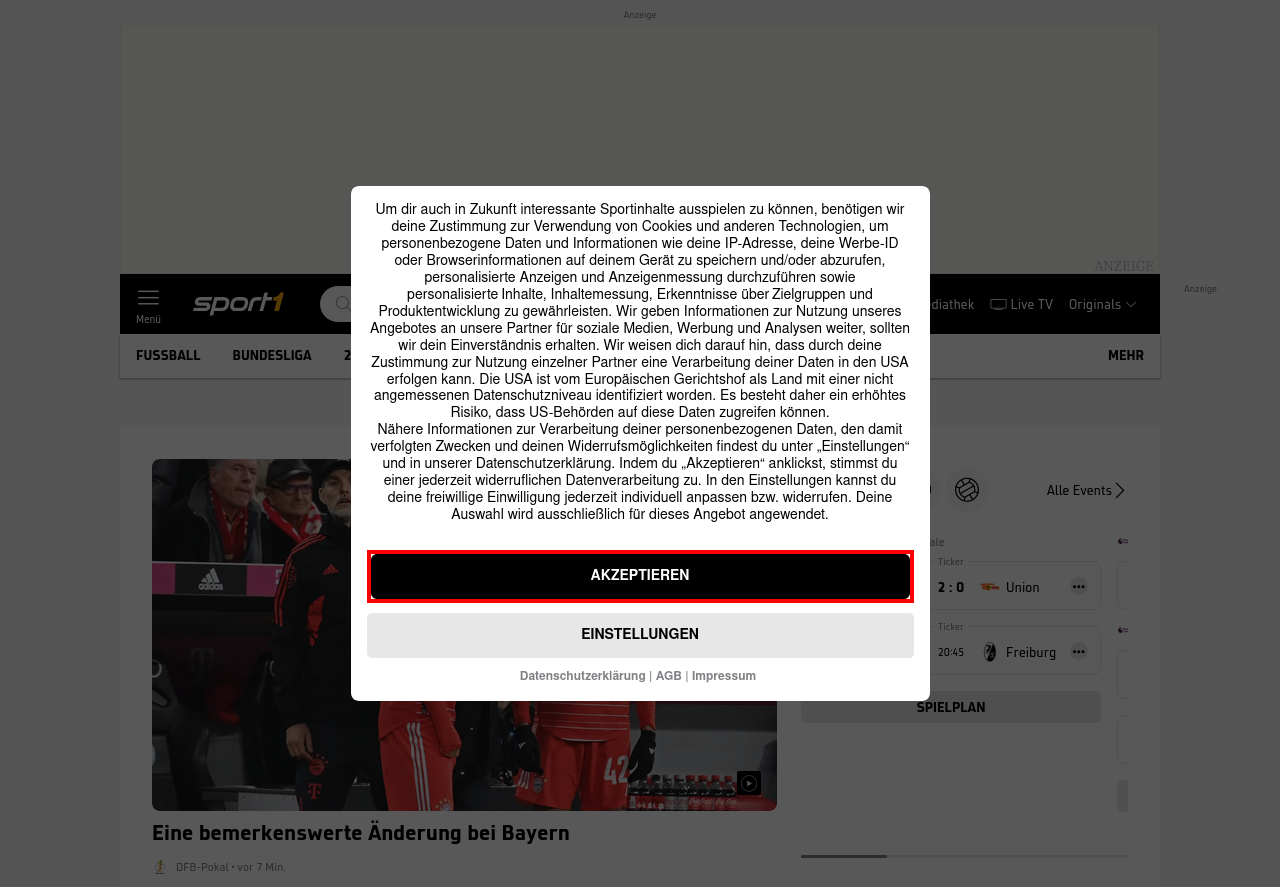 Anzeige
ANZEIGE
Anzeige
Menü
sport1
Live TV
Originals
FUSSBALL
BUNDESLIGA
MEHR
Um dir auch in Zukunft interessante Sportinhalte ausspielen zu können, benötigen wir
deine Zustimmung zur Verwendung von Cookies und anderen Technologien, um
personenbezogene Daten und Informationen wie deine IP-Adresse, deine Werbe-ID
oder Browserinformationen auf deinem Gerät zu speichern und/oder abzurufen,
personalisierte Anzeigen und Anzeigenmessung durchzuführen sowie
personalisierte Inhalte, Inhaltemessung, Erkenntnisse über Zielgruppen und
Produktentwicklung zu gewährleisten. Wir geben Informationen zur Nutzung unseres
Angebotes an unsere Partner für soziale Medien, Werbung und Analysen weiter, sollten
wir dein Einverständnis erhalten. Wir weisen dich darauf hin, dass durch deine
Zustimmung zur Nutzung einzelner Partner eine Verarbeitung deiner Daten in den USA
erfolgen kann. Die USA ist vom Europäischen Gerichtshof als Land mit einer nicht
angemessenen Datenschutzniveau identifiziert worden. Es besteht daher ein erhöhtes
Risiko, dass US-Behörden auf diese Daten zugreifen können.
Nähere Informationen zur Verarbeitung deiner personenbezogenen Daten, den damit
verfolgten Zwecken und deinen Widerrufsmöglichkeiten findest du unter „Einstellungen“
und in unserer Datenschutzerklärung. Indem du „Akzeptieren“ anklickst, stimmst du
einer jederzeit widerruflichen Datenverarbeitung zu. In den Einstellungen kannst du
deine freiwillige Einwilligung jederzeit individuell anpassen bzw. widerrufen. Deine
Auswahl wird ausschließlich für dieses Angebot angewendet.
AKZEPTIEREN
EINSTELLUNGEN
Datenschutzerklärung | AGB | Impressum
Alle Events
Ticker
2 : 0 Union
Ticker
20:45 Freiburg
SPIELPLAN
adidas
42
Eine bemerkenswerte Änderung bei Bayern
DFB-Pokal • vor 7 Min.